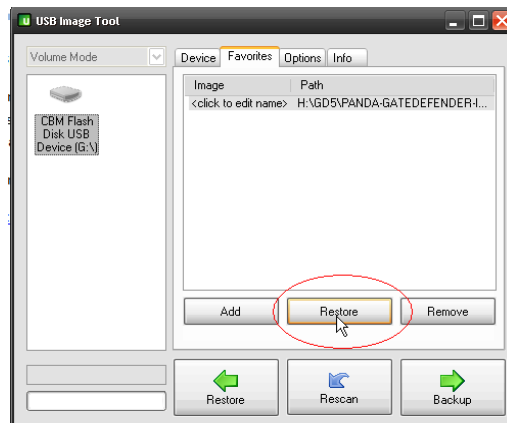 USB Image Tool
Volume Mode
Device Favorites Options Info
Image Path
<click to edit name> H:\GD5\PANDA-GATEDEFENDER-I...
CBM Flash
Disk USB
Device (G:\)
Add Restore Remove
Restore Rescan Backup